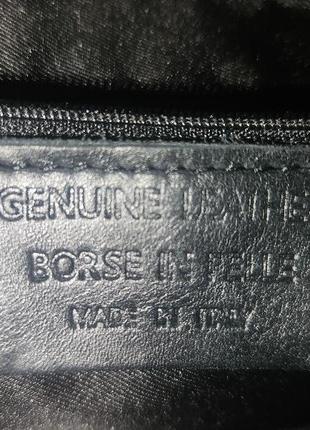 GENUINE LEATHE
BORSE IN PELLE
MADE IN ITALY